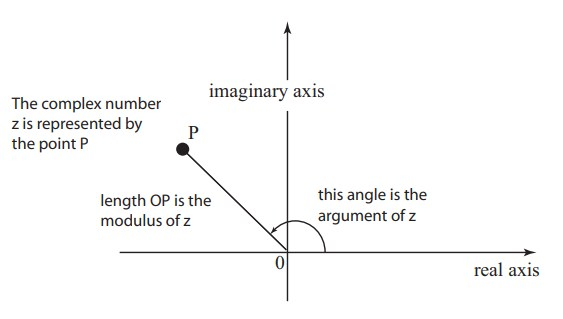 imaginary axis
The complex number
z is represented by
the point P
P
length OP is the
modulus of z
this angle is the
argument of z
0
real axis